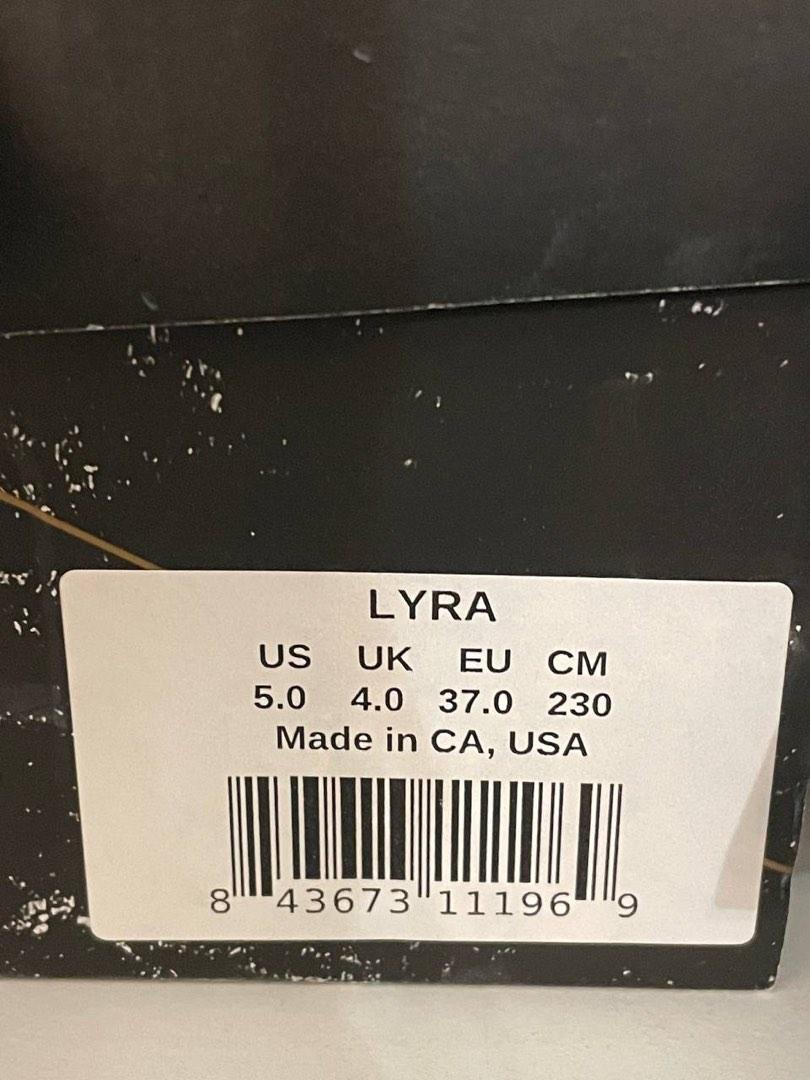 LYRA
US UK EU CM
5.0 4.0 37.0 230
Made in CA, USA
8 43673 11196 9